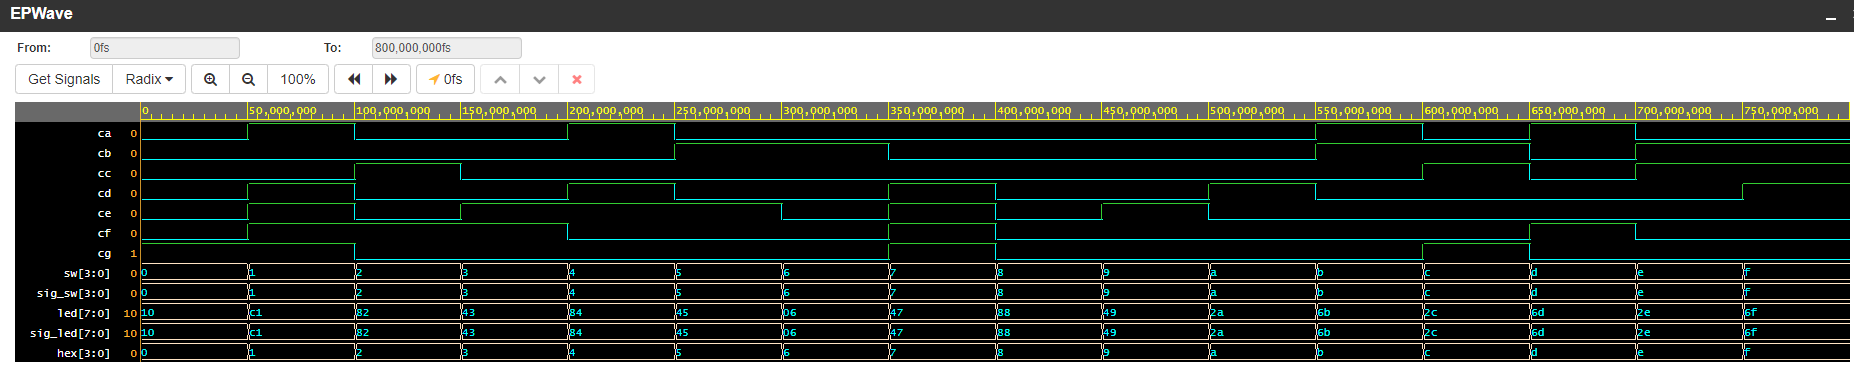 EPWave
From: 0fs To: 800,000,000fs
Get Signals Radix 100% 0fs
0 50,000,000 100,000,000 150,000,000 200,000,000 250,000,000 300,000,000 350,000,000 400,000,000 450,000,000 500,000,000 550,000,000 600,000,000 650,000,000 700,000,000 750,000,000
ca 0
cb 0
cc 0
cd 0
ce 0
cf 0
cg 1
sw[3:0] 0 0 1 2 3 4 5 6 7 8 9 a b c d e f
sig_sw[3:0] 0 0 1 2 3 4 5 6 7 8 9 a b c d e f
led[7:0] 10 10 c1 82 43 84 45 06 47 88 49 2a 6b 2c 6d 2e 6f
sig_led[7:0] 10 10 c1 82 43 84 45 06 47 88 49 2a 6b 2c 6d 2e 6f
hex[3:0] 0 0 1 2 3 4 5 6 7 8 9 a b c d e f